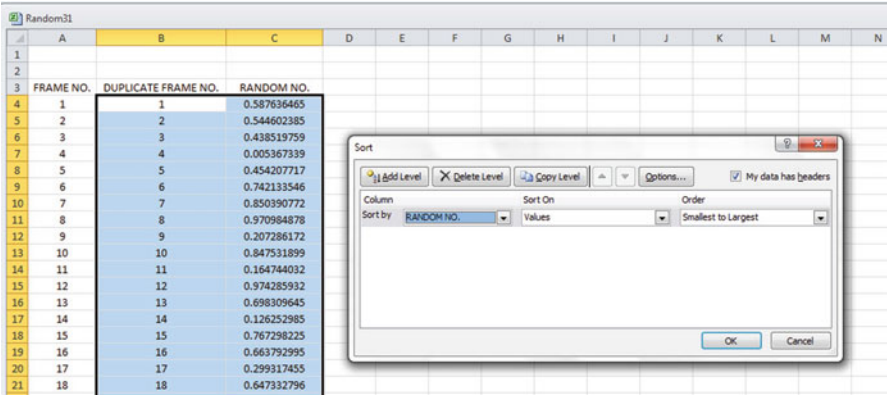 Random31
A B C D E F G H I J K L M N
1
2
3 FRAME NO. DUPLICATE FRAME NO. RANDOM NO.
4 1 1 0.587636465
5 2 2 0.544602385
6 3 3 0.438519759
7 4 4 0.005367339
8 5 5 0.454207717
9 6 6 0.742133546
10 7 7 0.850390772
11 8 8 0.970984878
12 9 9 0.207286172
13 10 10 0.847531899
14 11 11 0.164744032
15 12 12 0.974285932
16 13 13 0.698309645
17 14 14 0.126252985
18 15 15 0.767298225
19 16 16 0.663792995
20 17 17 0.299317455
21 18 18 0.647332796
Sort
Add Level Delete Level Copy Level Options... My data has headers
Column Sort On Order
Sort by RANDOM NO. Values Smallest to Largest
OK Cancel